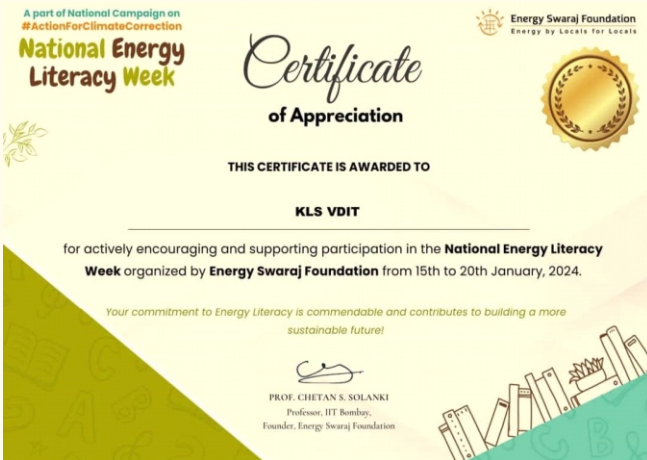 A part of National Campaign on
#ActionForClimateCorrection
National Energy
Literacy Week
Energy Swaraj Foundation
Energy by Locals for Locals
Certificate
of Appreciation
THIS CERTIFICATE IS AWARDED TO
KLS VDIT
for actively encouraging and supporting participation in the National Energy Literacy
Week organized by Energy Swaraj Foundation from 15th to 20th January, 2024.
Your commitment to Energy Literacy is commendable and contributes to building a more
sustainable future!
PROF. CHETAN S. SOLANKI
Professor, IIT Bombay,
Founder, Energy Swaraj Foundation